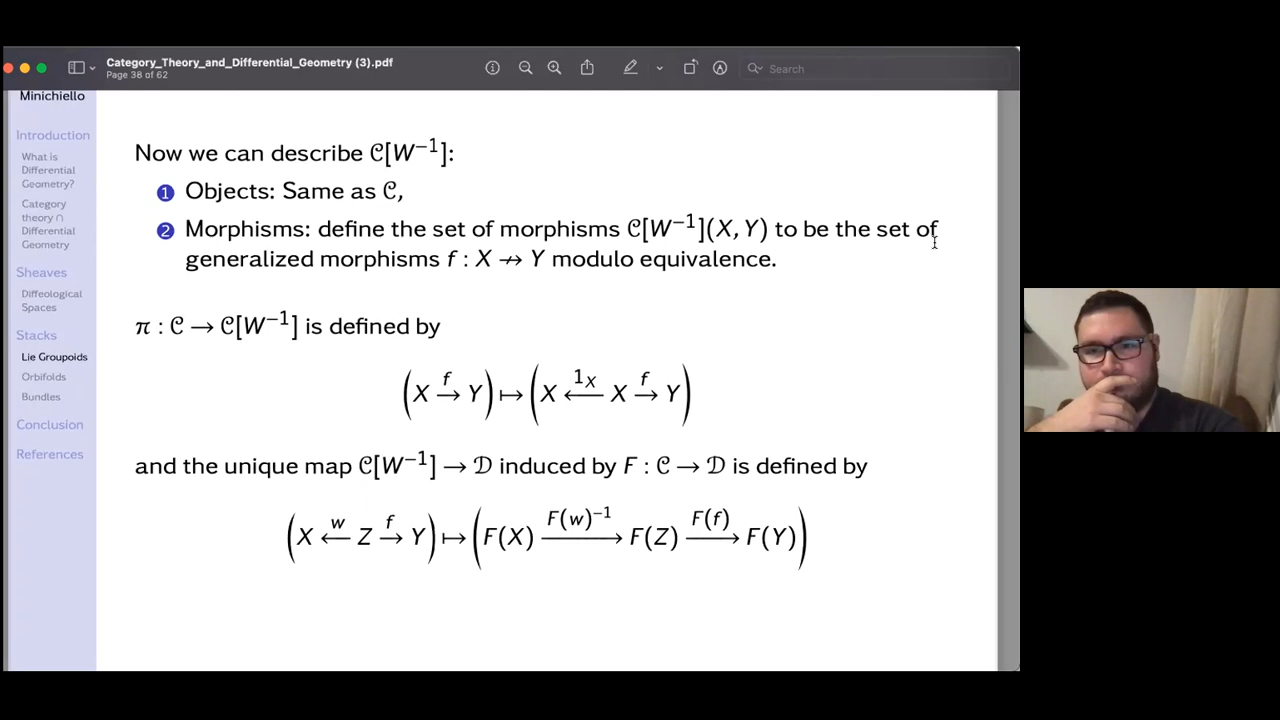 Category_Theory_and_Differential_Geometry (3).pdf
Page 38 of 62
Search
Minichiello
Introduction
What is
Differential
Geometry?
Category
theory ∩
Differential
Geometry
Sheaves
Diffeological
Spaces
Stacks
Lie Groupoids
Orbifolds
Bundles
Conclusion
References
Now we can describe 𝒞[W⁻¹]:
1 Objects: Same as 𝒞,
2 Morphisms: define the set of morphisms 𝒞[W⁻¹](X, Y) to be the set of
generalized morphisms f : X ↛ Y modulo equivalence.
π : 𝒞 → 𝒞[W⁻¹] is defined by
(X →^f Y) ↦ (X ←^{1_X} X →^f Y)
and the unique map 𝒞[W⁻¹] → 𝒟 induced by F : 𝒞 → 𝒟 is defined by
(X ←^w Z →^f Y) ↦ (F(X) →^{F(w)⁻¹} F(Z) →^{F(f)} F(Y))